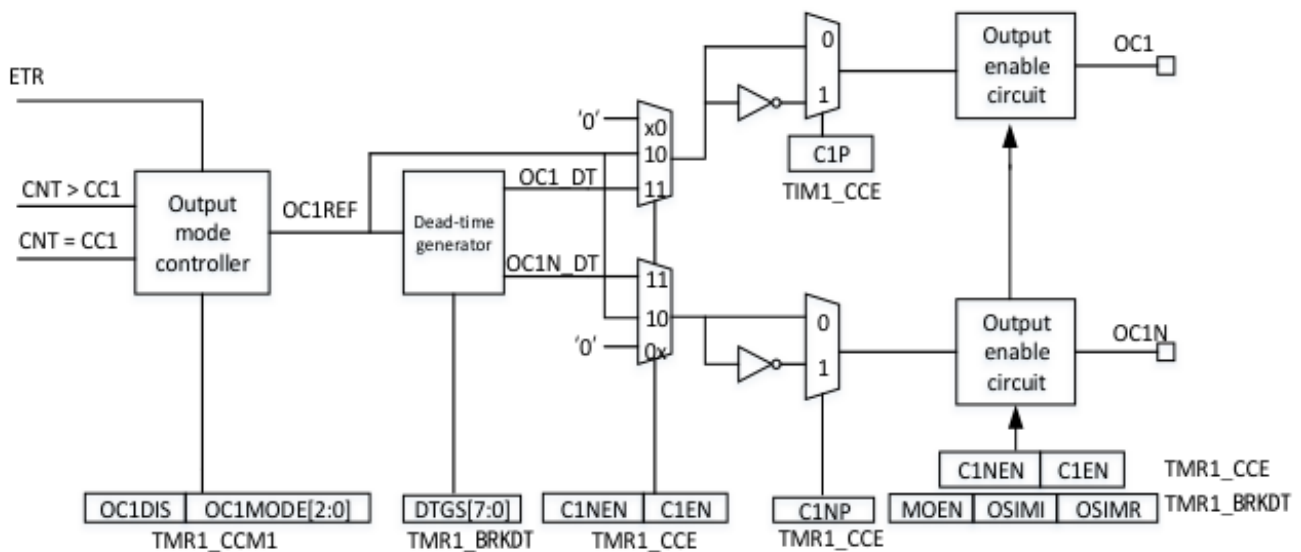 ETR
CNT > CC1
CNT = CC1
Output
mode
controller
OC1REF
Dead-time
generator
OC1_DT
OC1N_DT
'0'
x0
10
11
11
10
'0'
0x
0
1
C1P
TIM1_CCE
Output
enable
circuit
OC1
0
1
Output
enable
circuit
OC1N
OC1DIS OC1MODE[2:0]
TMR1_CCM1
DTGS[7:0]
TMR1_BRKDT
C1NEN C1EN
TMR1_CCE
C1NP
TMR1_CCE
C1NEN C1EN TMR1_CCE
MOEN OSIMI OSIMR TMR1_BRKDT